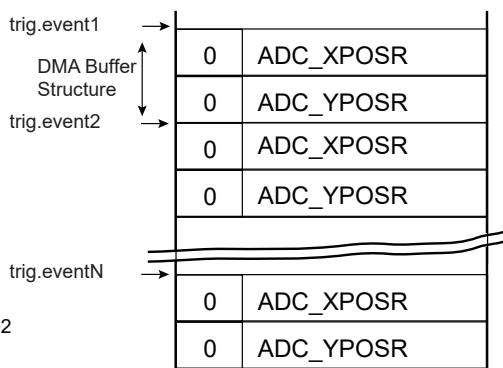 trig.event1
0 ADC_XPOSR
DMA Buffer
Structure
0 ADC_YPOSR
trig.event2
0 ADC_XPOSR
0 ADC_YPOSR
trig.eventN
0 ADC_XPOSR
02
0 ADC_YPOSR